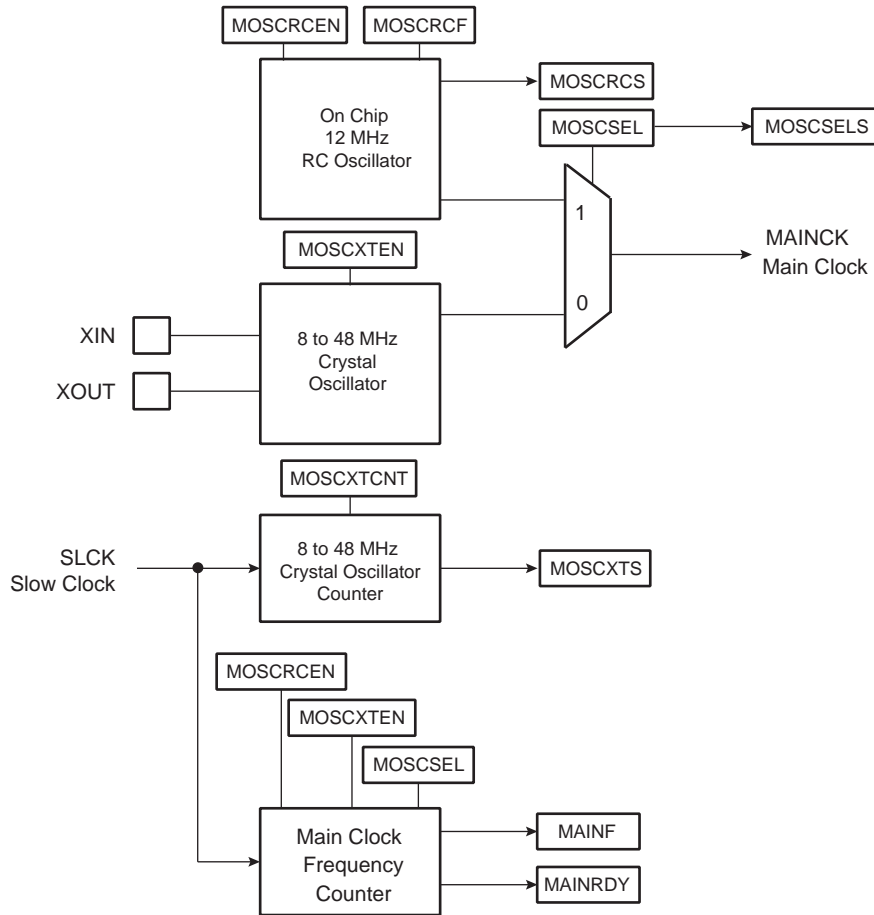 MOSCRCEN
MOSCRCF
On Chip
12 MHz
RC Oscillator
MOSCRCS
MOSCSEL
MOSCSELS
1
0
MAINCK
Main Clock
MOSCXTEN
XIN
XOUT
8 to 48 MHz
Crystal
Oscillator
MOSCXTCNT
SLCK
Slow Clock
8 to 48 MHz
Crystal Oscillator
Counter
MOSCXTS
MOSCRCEN
MOSCXTEN
MOSCSEL
Main Clock
Frequency
Counter
MAINF
MAINRDY